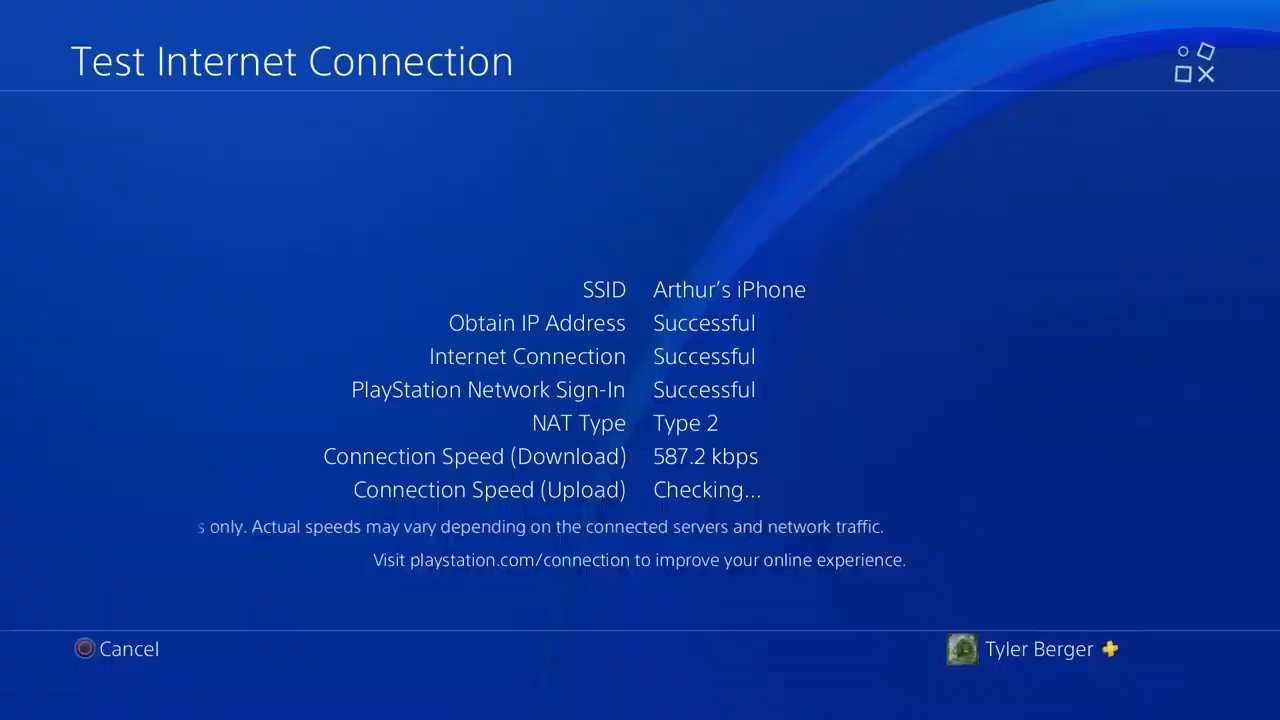 Test Internet Connection
SSID Arthur’s iPhone
Obtain IP Address Successful
Internet Connection Successful
PlayStation Network Sign-In Successful
NAT Type Type 2
Connection Speed (Download) 587.2 kbps
Connection Speed (Upload) Checking...
s only. Actual speeds may vary depending on the connected servers and network traffic.
Visit playstation.com/connection to improve your online experience.
Cancel
Tyler Berger